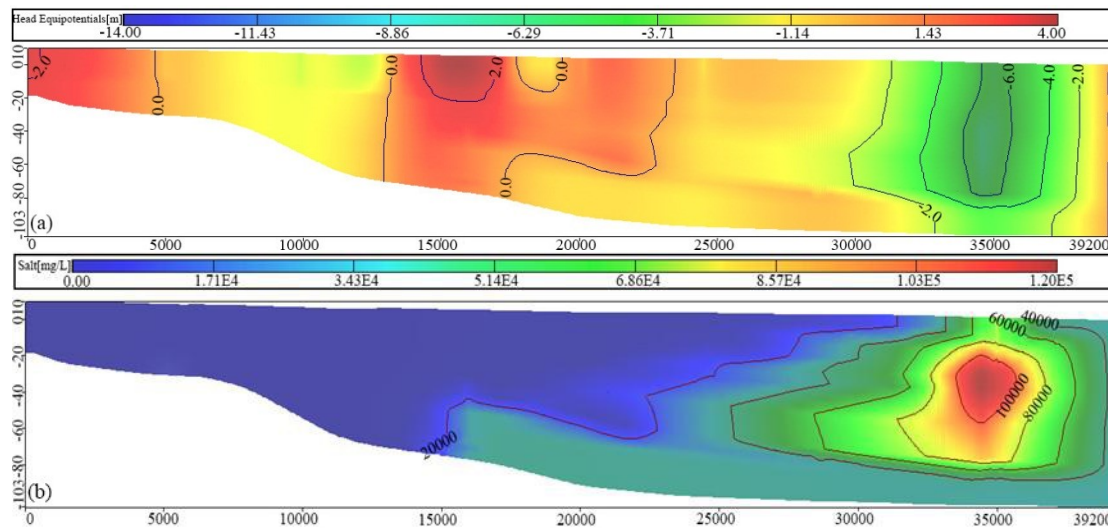 Head Equipotentials[m]
-14.00 -11.43 -8.86 -6.29 -3.71 -1.14 1.43 4.00
010 -20 -40 -60 -80 -103
-2.0 0.0 0.0 2.0 0.0 0.0 -2.0 -6.0 -4.0 -2.0
(a)
0 5000 10000 15000 20000 25000 30000 35000 39200
Salt[mg/L]
0.00 1.71E4 3.43E4 5.14E4 6.86E4 8.57E4 1.03E5 1.20E5
010 -20 -40 -60 -80 -103
20000 60000 40000 100000 80000
(b)
0 5000 10000 15000 20000 25000 30000 35000 39200